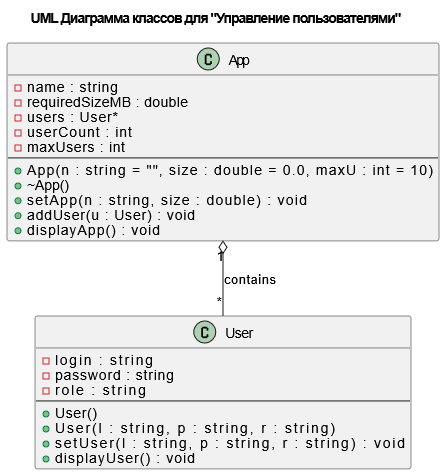 UML Диаграмма классов для "Управление пользователями"
C App
name : string
requiredSizeMB : double
users : User*
userCount : int
maxUsers : int
App(n : string = "", size : double = 0.0, maxU : int = 10)
~App()
setApp(n : string, size : double) : void
addUser(u : User) : void
displayApp() : void
1
contains
*
C User
login : string
password : string
role : string
User()
User(l : string, p : string, r : string)
setUser(l : string, p : string, r : string) : void
displayUser() : void